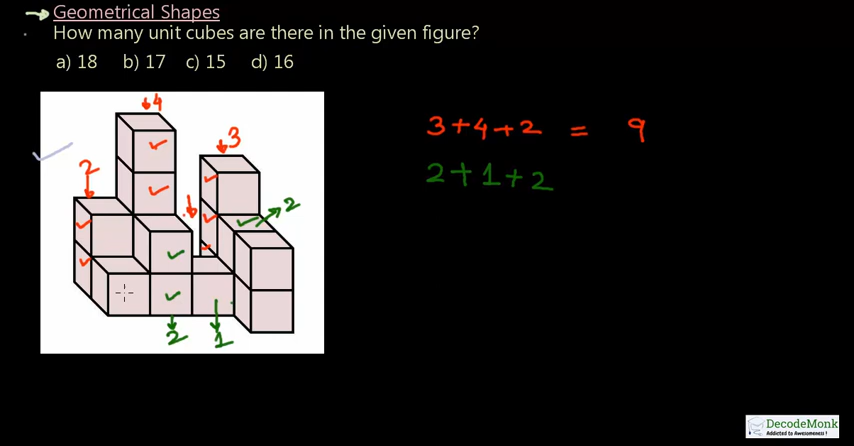 Geometrical Shapes
How many unit cubes are there in the given figure?
a) 18 b) 17 c) 15 d) 16
4
3
2
2
2
1
3+4+2 = 9
2+1+2
DecodeMonk
Addicted to Awesomeness !